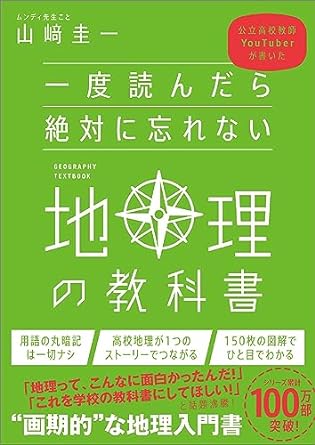 ムンディ先生こと
山﨑圭一
公立高校教師
YouTuber
が書いた
一度読んだら
絶対に忘れない
GEOGRAPHY
TEXTBOOK
地理
の教科書
用語の丸暗記
は一切ナシ
高校地理が1つの
ストーリーでつながる
150枚の図解で
ひと目でわかる
「地理って、こんなに面白かったんだ!」
「これを学校の教科書にしてほしい!」
と話題沸騰!
"画期的"な地理入門書
シリーズ累計
100万部
突破!